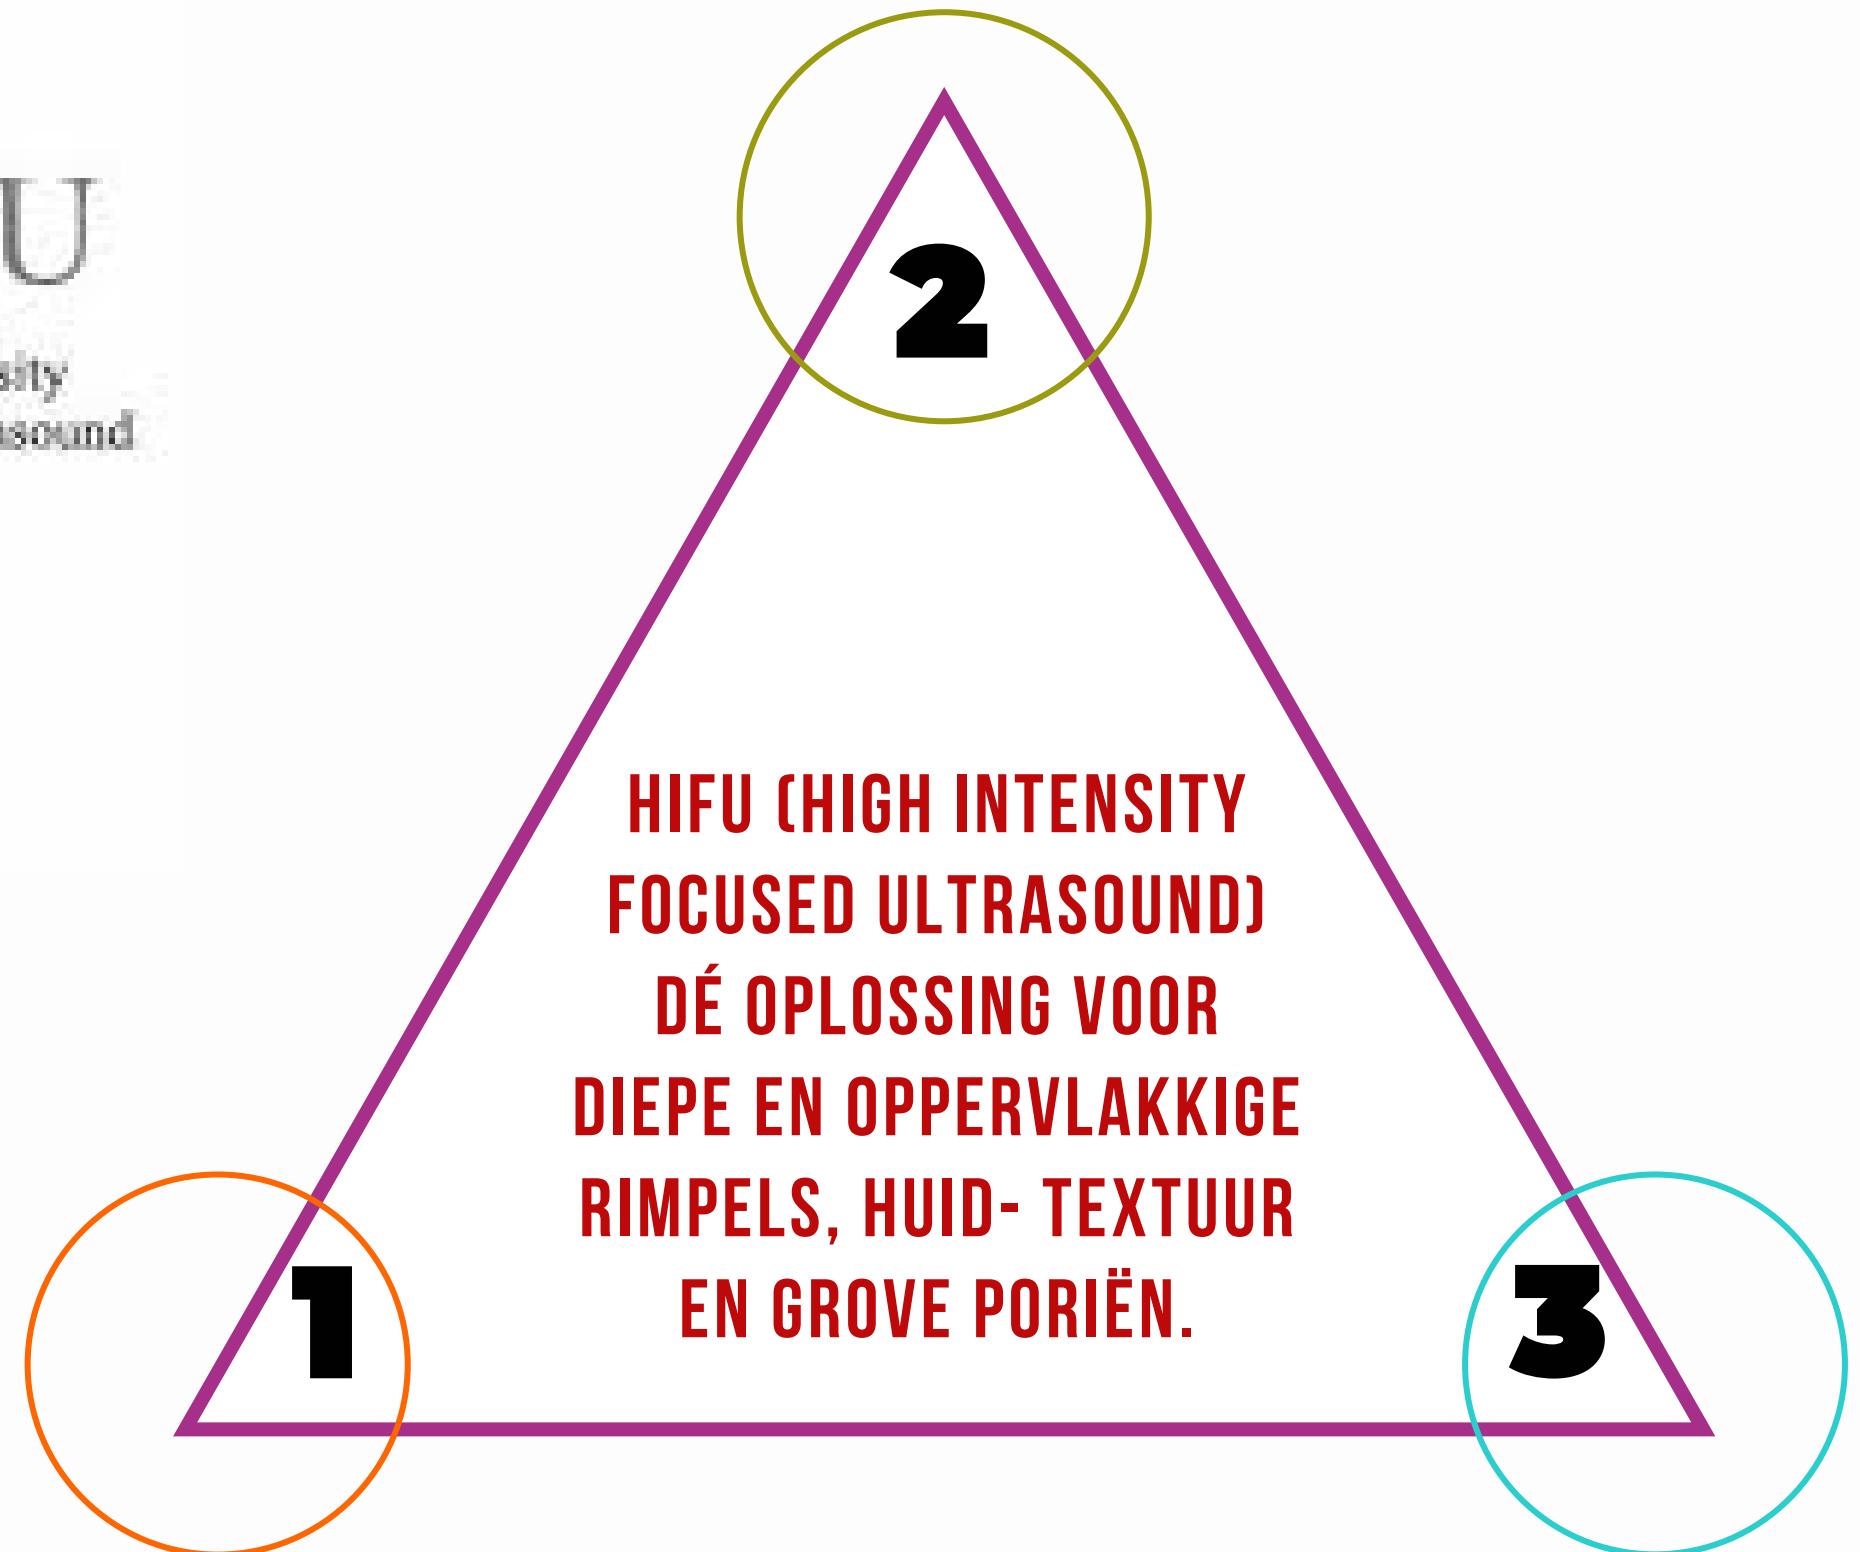 U
sity
asound
2
HIFU (HIGH INTENSITY
FOCUSED ULTRASOUND)
DÉ OPLOSSING VOOR
DIEPE EN OPPERVLAKKIGE
RIMPELS, HUID- TEXTUUR
EN GROVE PORIËN.
1
3